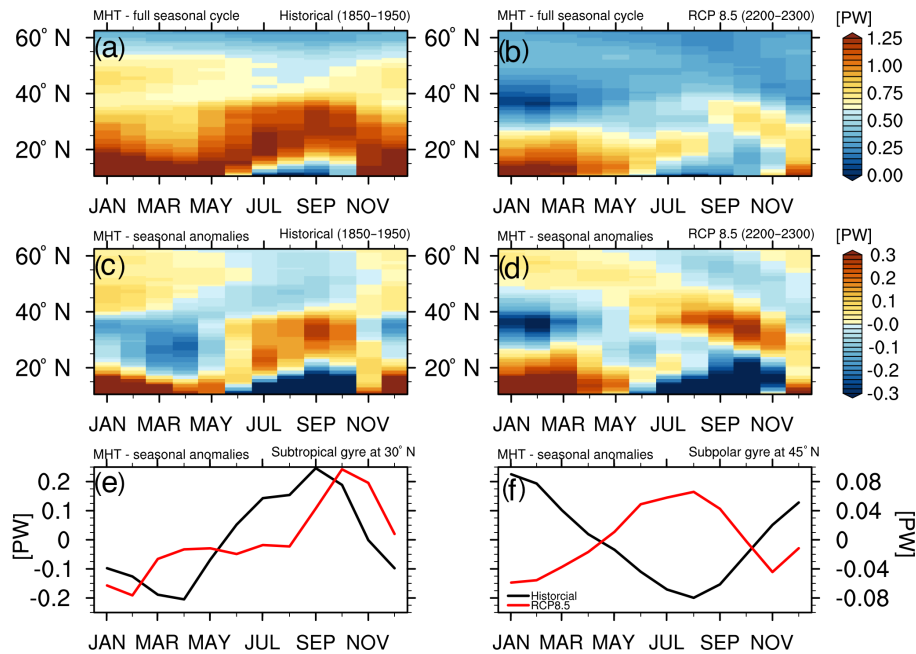 MHT - full seasonal cycle Historical (1850-1950) MHT - full seasonal cycle RCP 8.5 (2200-2300) [PW]
60° N (a) 60° N (b) 1.25
40° N 40° N 1.00
0.75
0.50
20° N 20° N 0.25
0.00
JAN MAR MAY JUL SEP NOV JAN MAR MAY JUL SEP NOV
MHT - seasonal anomalies Historical (1850-1950) MHT - seasonal anomalies RCP 8.5 (2200-2300) [PW]
60° N (c) 60° N (d) 0.3
0.2
40° N 40° N 0.1
-0.0
-0.1
20° N 20° N -0.2
-0.3
JAN MAR MAY JUL SEP NOV JAN MAR MAY JUL SEP NOV
MHT - seasonal anomalies Subtropical gyre at 30° N MHT - seasonal anomalies Subpolar gyre at 45° N
(e) (f)
0.2 0.08
0.1 0.04
[PW] 0 0 [PW]
-0.1 -0.04
-0.2 Historcial -0.08
RCP8.5
JAN MAR MAY JUL SEP NOV JAN MAR MAY JUL SEP NOV